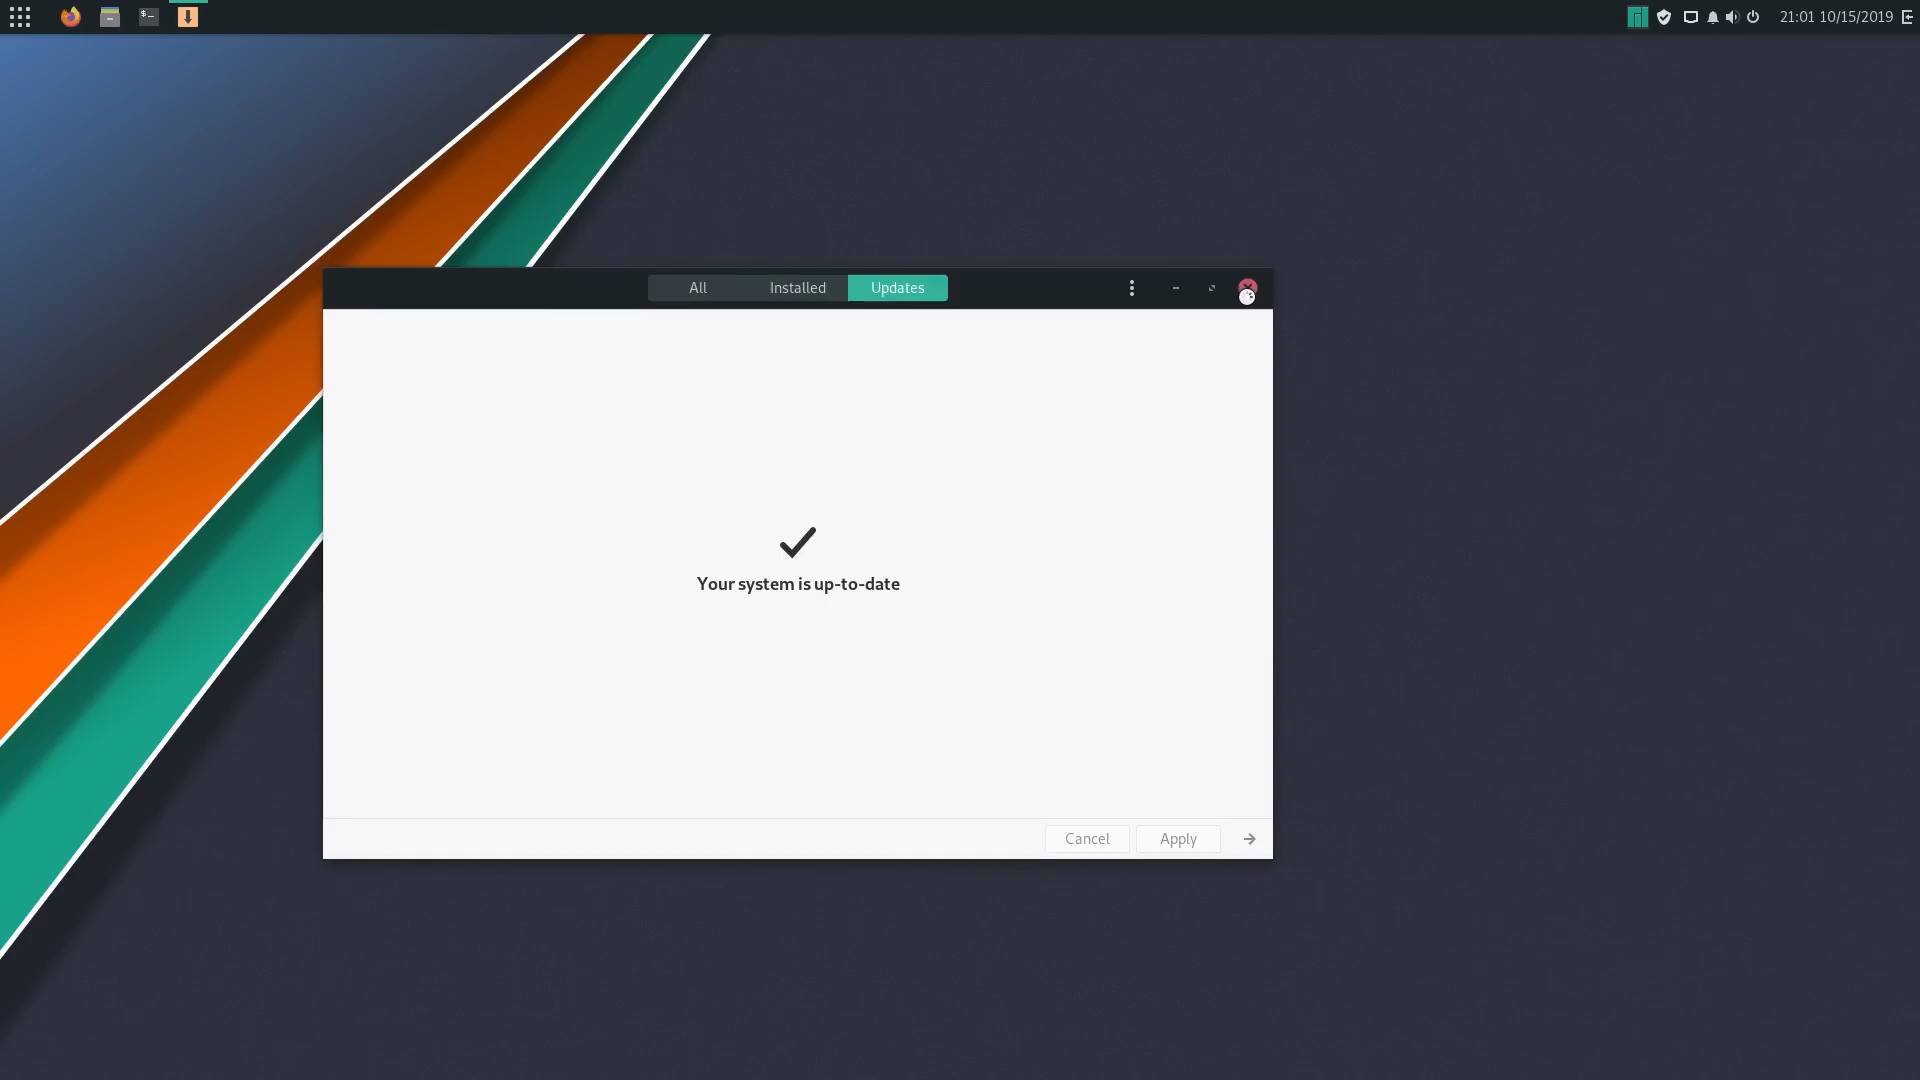 21:01 10/15/2019
All Installed Updates
Your system is up-to-date
Cancel Apply